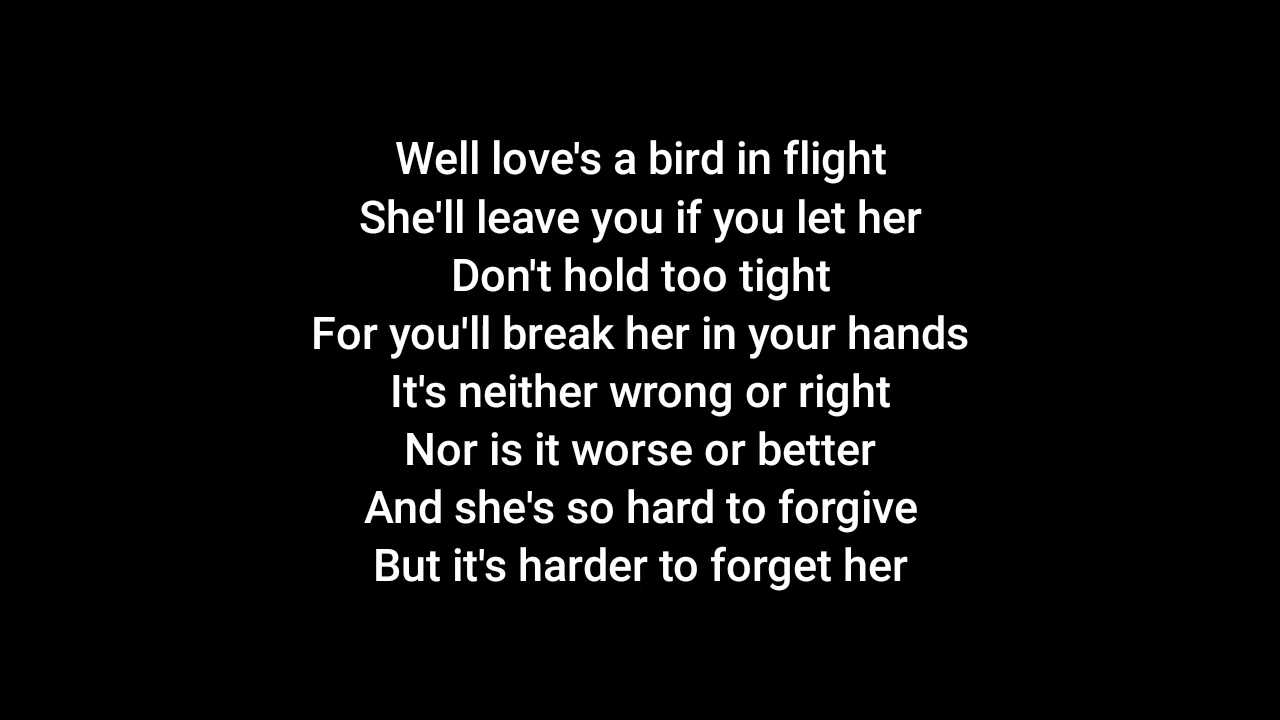 Well love's a bird in flight
She'll leave you if you let her
Don't hold too tight
For you'll break her in your hands
It's neither wrong or right
Nor is it worse or better
And she's so hard to forgive
But it's harder to forget her